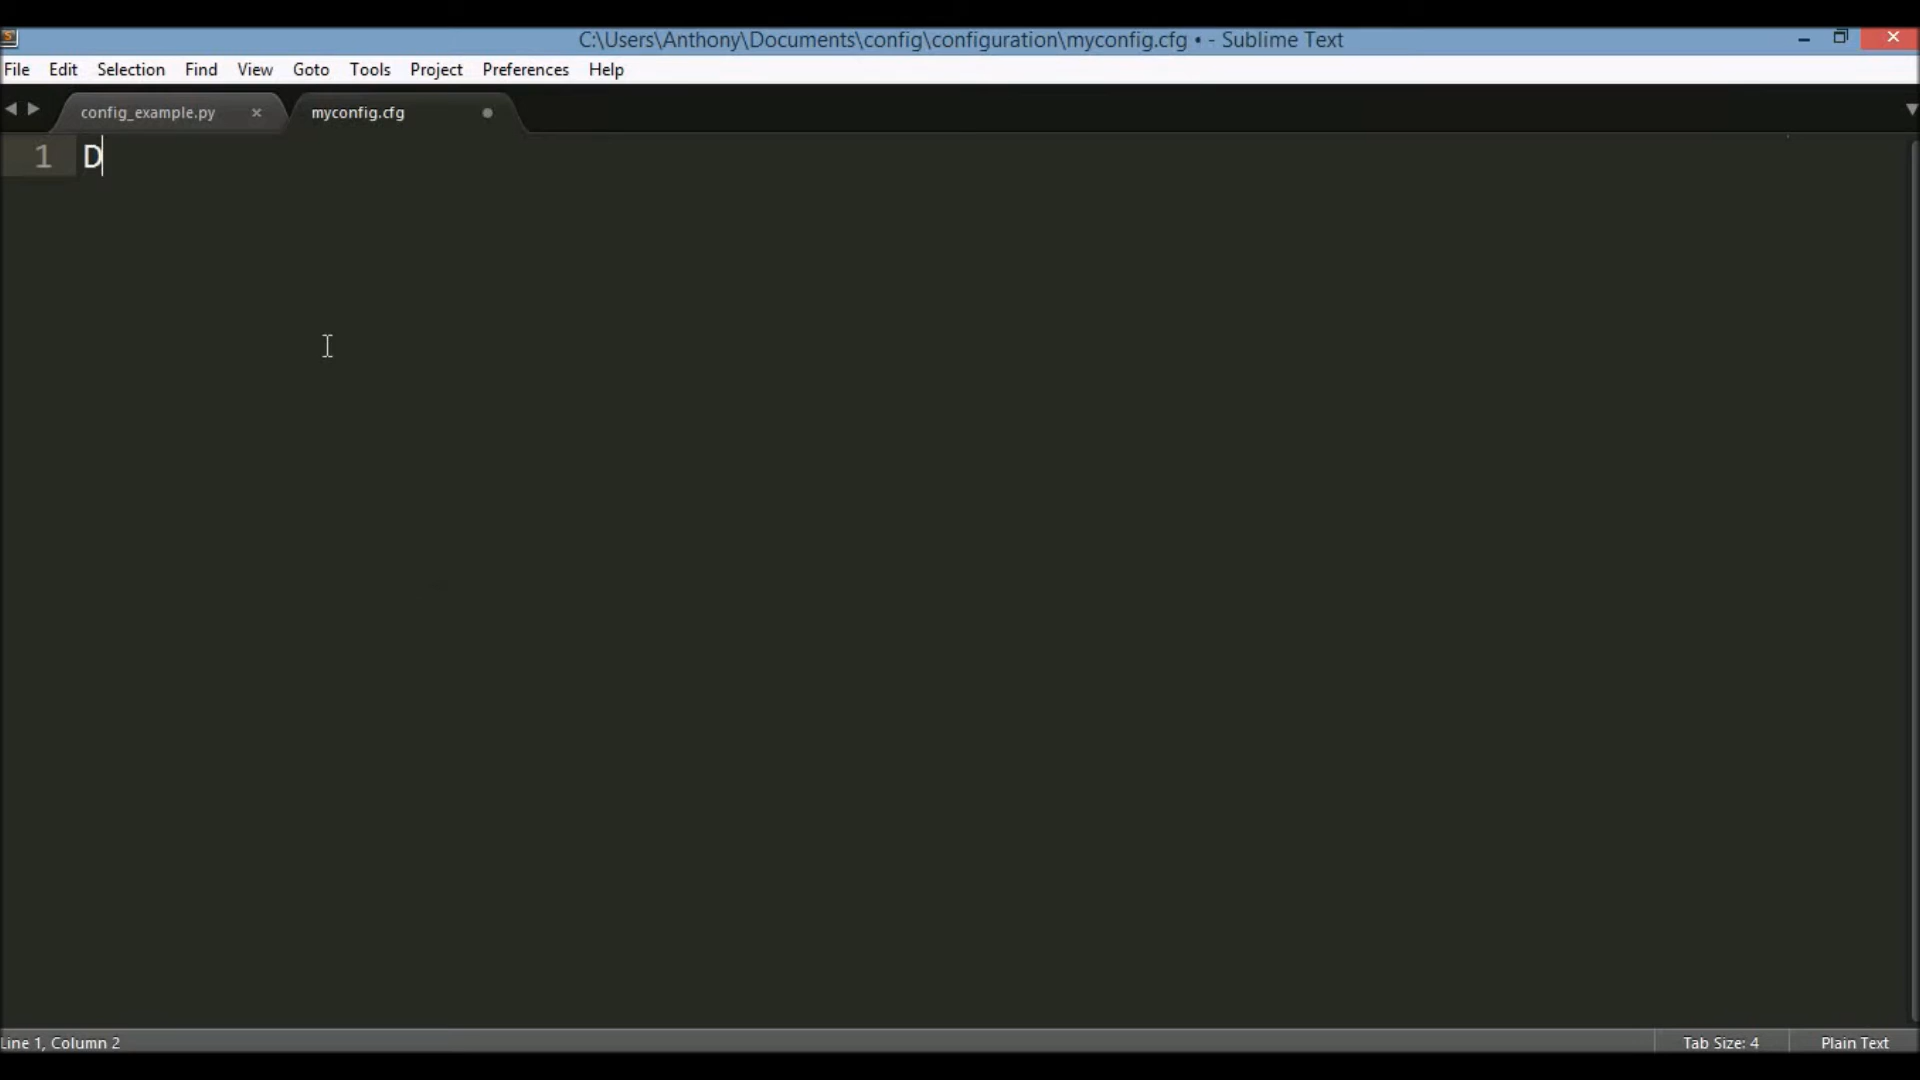 C:\Users\Anthony\Documents\config\configuration\myconfig.cfg • - Sublime Text
File Edit Selection Find View Goto Tools Project Preferences Help
config_example.py myconfig.cfg
1 D
Line 1, Column 2 Tab Size: 4 Plain Text